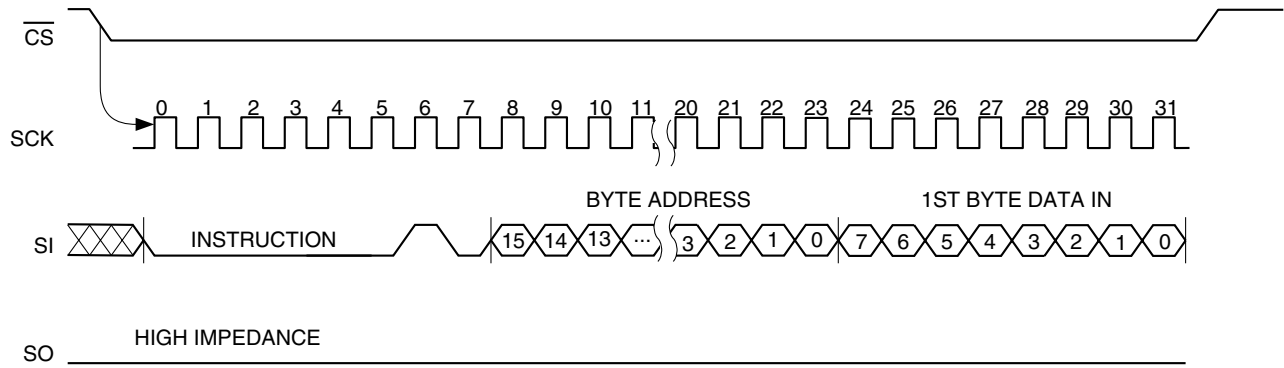 CS
0 1 2 3 4 5 6 7 8 9 10 11 20 21 22 23 24 25 26 27 28 29 30 31
SCK
BYTE ADDRESS 1ST BYTE DATA IN
SI INSTRUCTION 15 14 13 ... 3 2 1 0 7 6 5 4 3 2 1 0
HIGH IMPEDANCE
SO